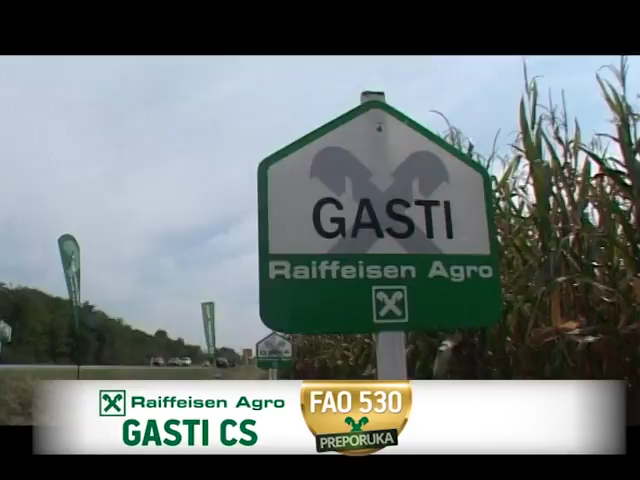 GASTI
Raiffeisen Agro
Raiffeisen Agro
GASTI CS
FAO 530
PREPORUKA